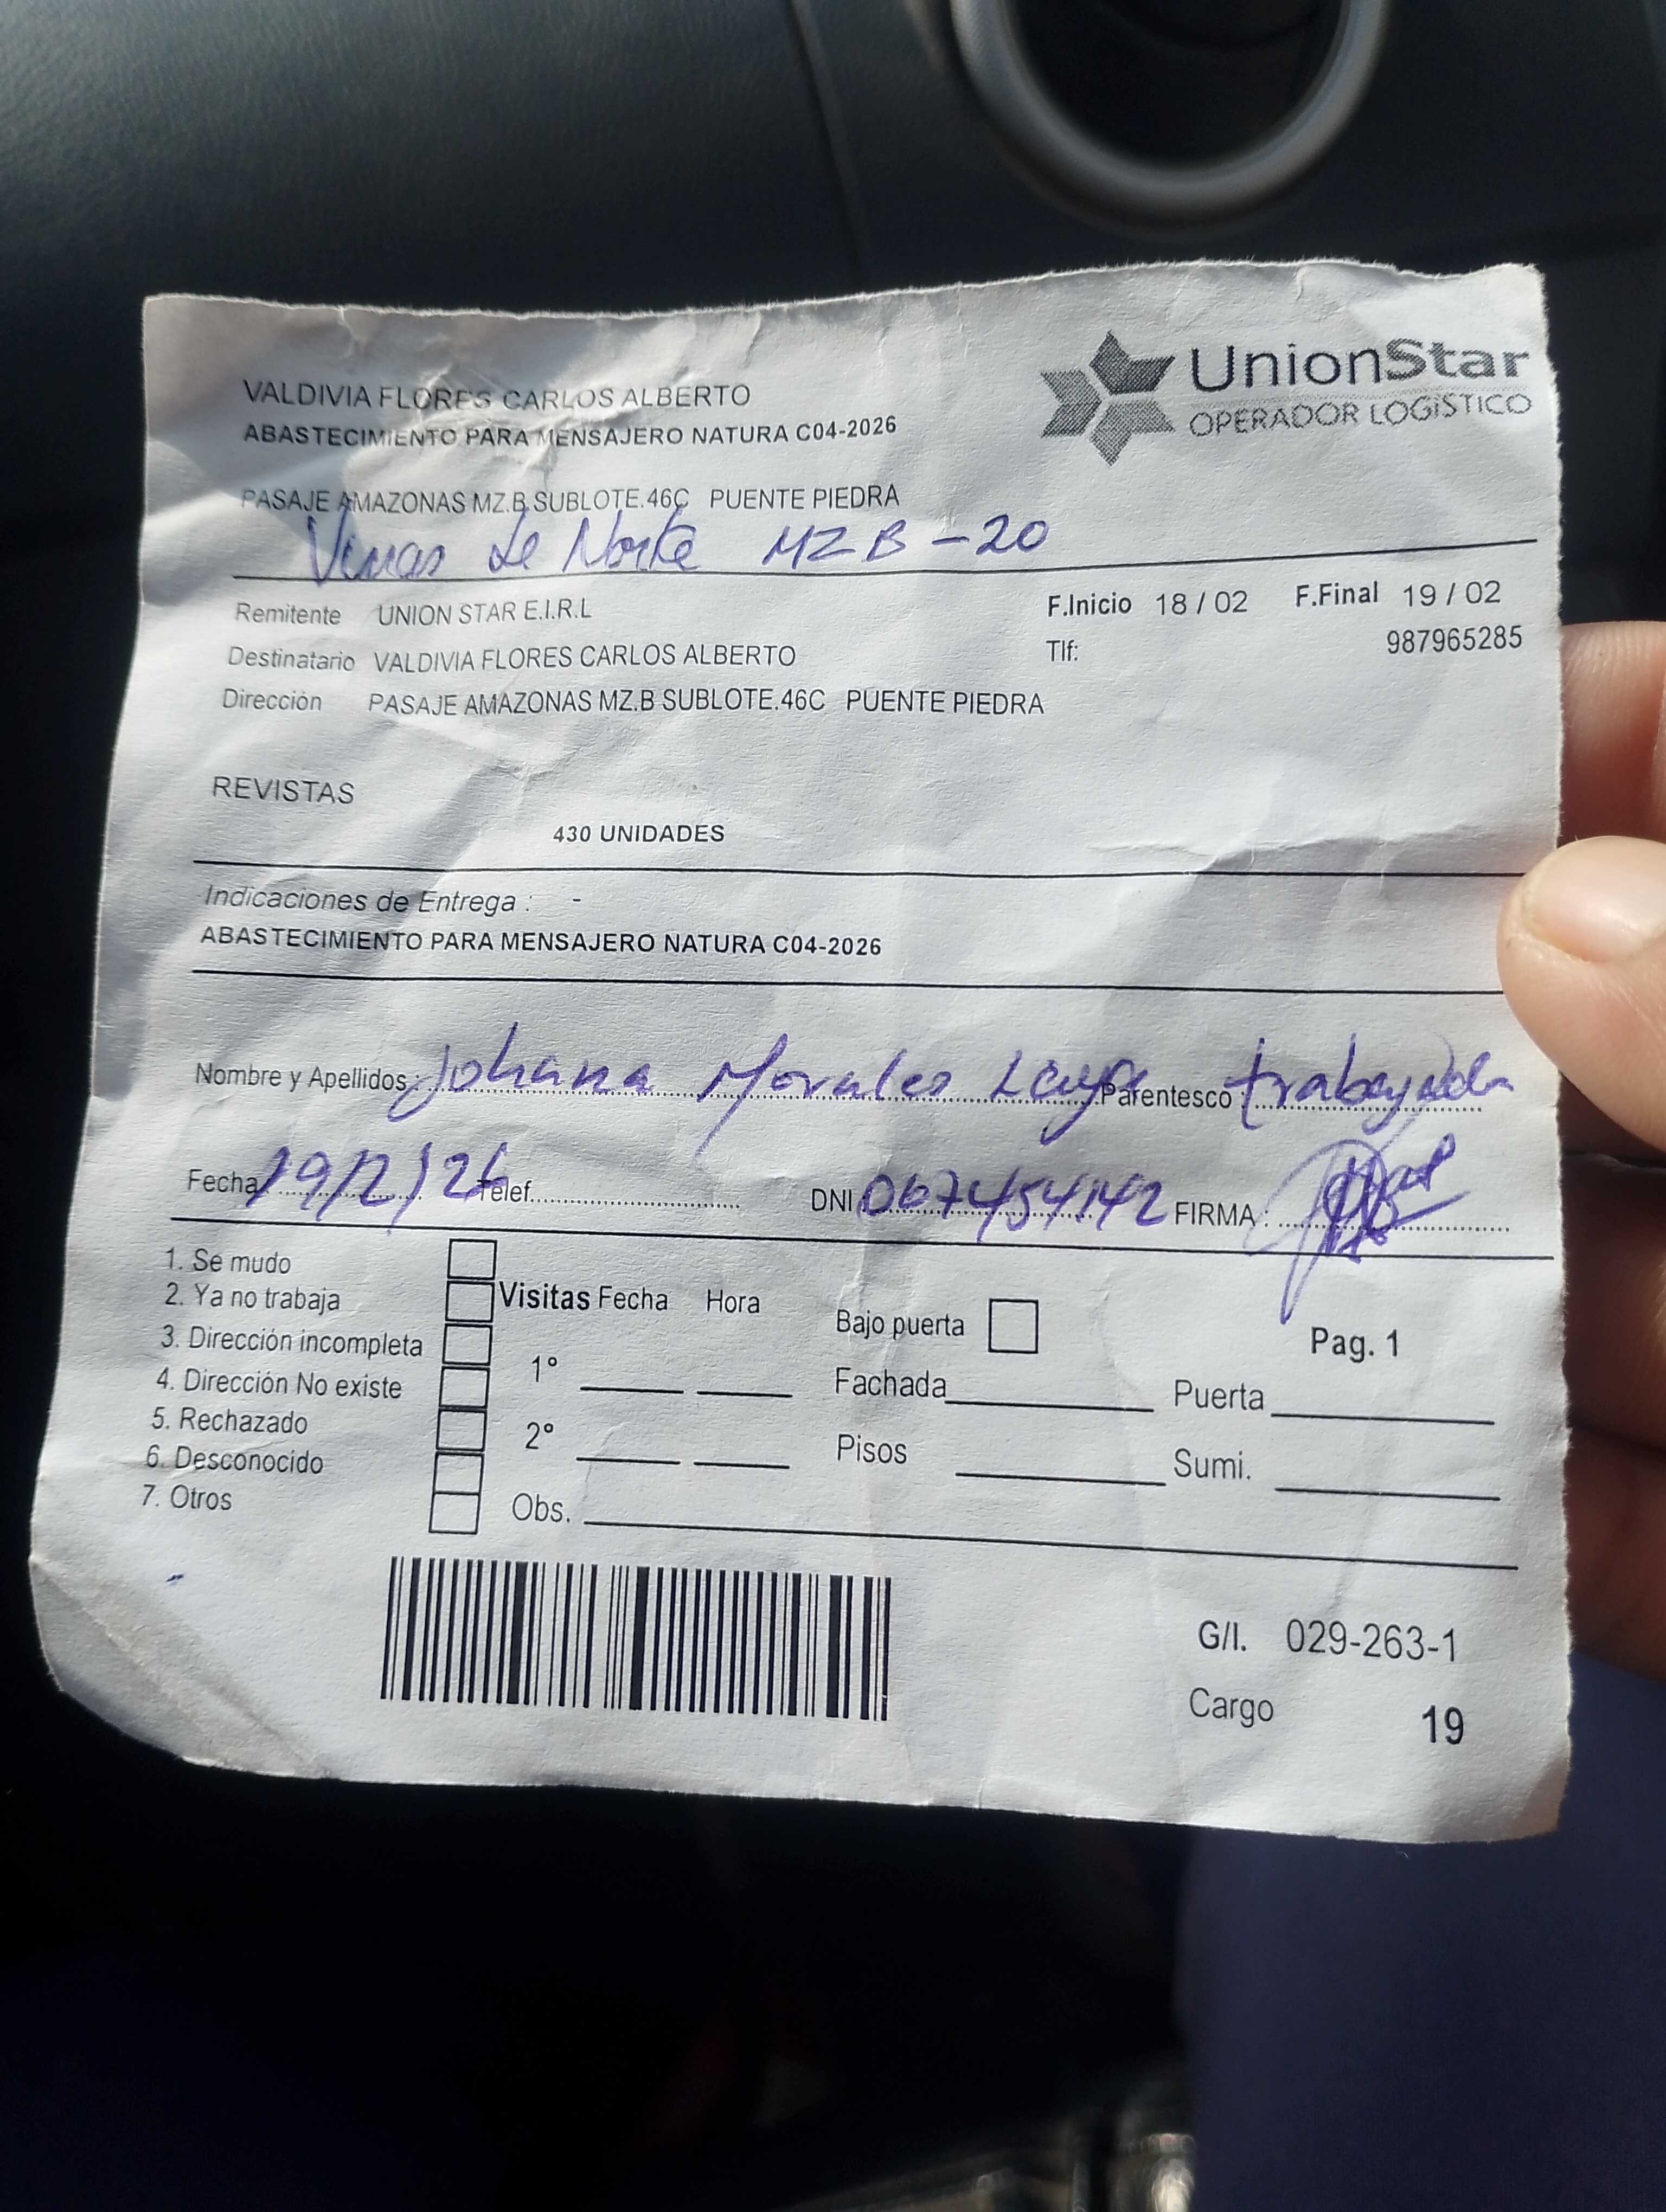 UnionStar
OPERADOR LOGíSTICO
VALDIVIA FLORES CARLOS ALBERTO
ABASTECIMIENTO PARA MENSAJERO NATURA C04-2026
PASAJE AMAZONAS MZ.B SUBLOTE.46C PUENTE PIEDRA
de Norte MZ B - 20
Remitente UNION STAR E.I.R.L F.Inicio 18 / 02 F.Final 19 / 02
Destinatario VALDIVIA FLORES CARLOS ALBERTO Tlf: 987965285
Dirección PASAJE AMAZONAS MZ.B SUBLOTE.46C PUENTE PIEDRA
REVISTAS
430 UNIDADES
Indicaciones de Entrega : -
ABASTECIMIENTO PARA MENSAJERO NATURA C04-2026
Nombre y Apellidos: Johana Morales Parentesco:
Fecha 19/2/26 Telef. DNI FIRMA :
1. Se mudo
2. Ya no trabaja Visitas Fecha Hora Bajo puerta Pag. 1
3. Dirección incompleta 1°
4. Dirección No existe Fachada Puerta
5. Rechazado 2°
6. Desconocido Pisos Sumi.
7. Otros Obs.
G/I. 029-263-1
Cargo 19